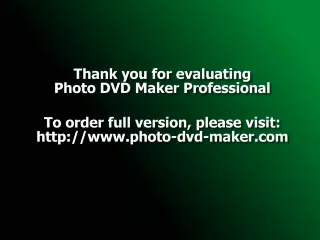 Thank you for evaluating
Photo DVD Maker Professional
To order full version, please visit:
http://www.photo-dvd-maker.com